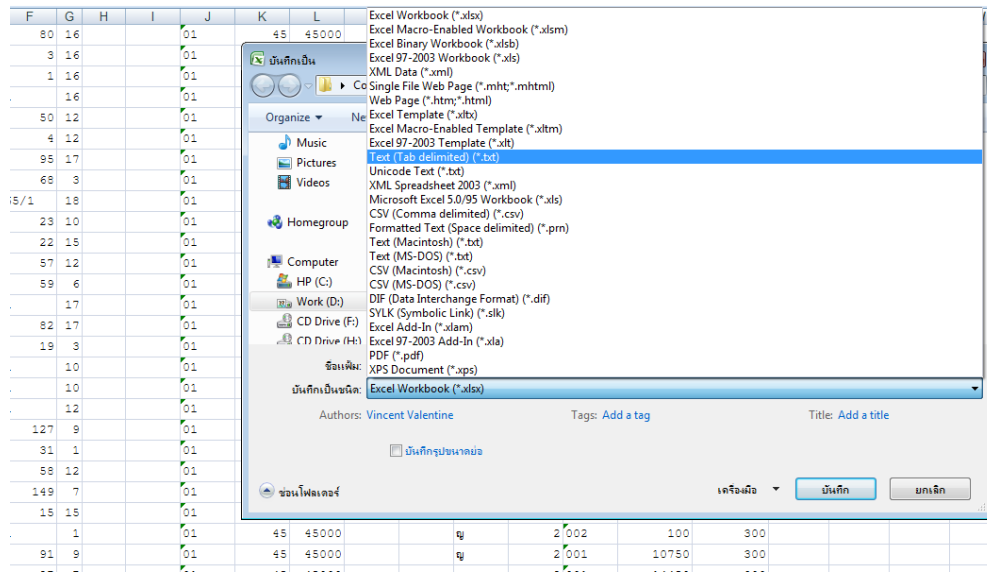 F G H I J K L
80 16 01 45 45000
3 16 01
1 16 01
16 01
50 12 01
4 12 01
95 17 01
68 3 01
55/1 18 01
23 10 01
22 15 01
57 12 01
59 6 01
17 01
82 17 01
19 3 01
10 01
10 01
12 01
127 9 01
31 1 01
58 12 01
149 7 01
15 15 01
1 01 45 45000 ญ 2 002 100 300
91 9 01 45 45000 ญ 2 001 10750 300
บันทึกเป็น
Organize
Music
Pictures
Videos
Homegroup
Computer
HP (C:)
Work (D:)
CD Drive (F:)
CD Drive (H:)
Excel Workbook (*.xlsx)
Excel Macro-Enabled Workbook (*.xlsm)
Excel Binary Workbook (*.xlsb)
Excel 97-2003 Workbook (*.xls)
XML Data (*.xml)
Single File Web Page (*.mht;*.mhtml)
Web Page (*.htm;*.html)
Excel Template (*.xltx)
Excel Macro-Enabled Template (*.xltm)
Excel 97-2003 Template (*.xlt)
Text (Tab delimited) (*.txt)
Unicode Text (*.txt)
XML Spreadsheet 2003 (*.xml)
Microsoft Excel 5.0/95 Workbook (*.xls)
CSV (Comma delimited) (*.csv)
Formatted Text (Space delimited) (*.prn)
Text (Macintosh) (*.txt)
Text (MS-DOS) (*.txt)
CSV (Macintosh) (*.csv)
CSV (MS-DOS) (*.csv)
DIF (Data Interchange Format) (*.dif)
SYLK (Symbolic Link) (*.slk)
Excel Add-In (*.xlam)
Excel 97-2003 Add-In (*.xla)
PDF (*.pdf)
XPS Document (*.xps)
ชื่อแฟ้ม:
บันทึกเป็นชนิด: Excel Workbook (*.xlsx)
Authors: Vincent Valentine Tags: Add a tag Title: Add a title
บันทึกรูปขนาดย่อ
ซ่อนโฟลเดอร์ เครื่องมือ บันทึก ยกเลิก